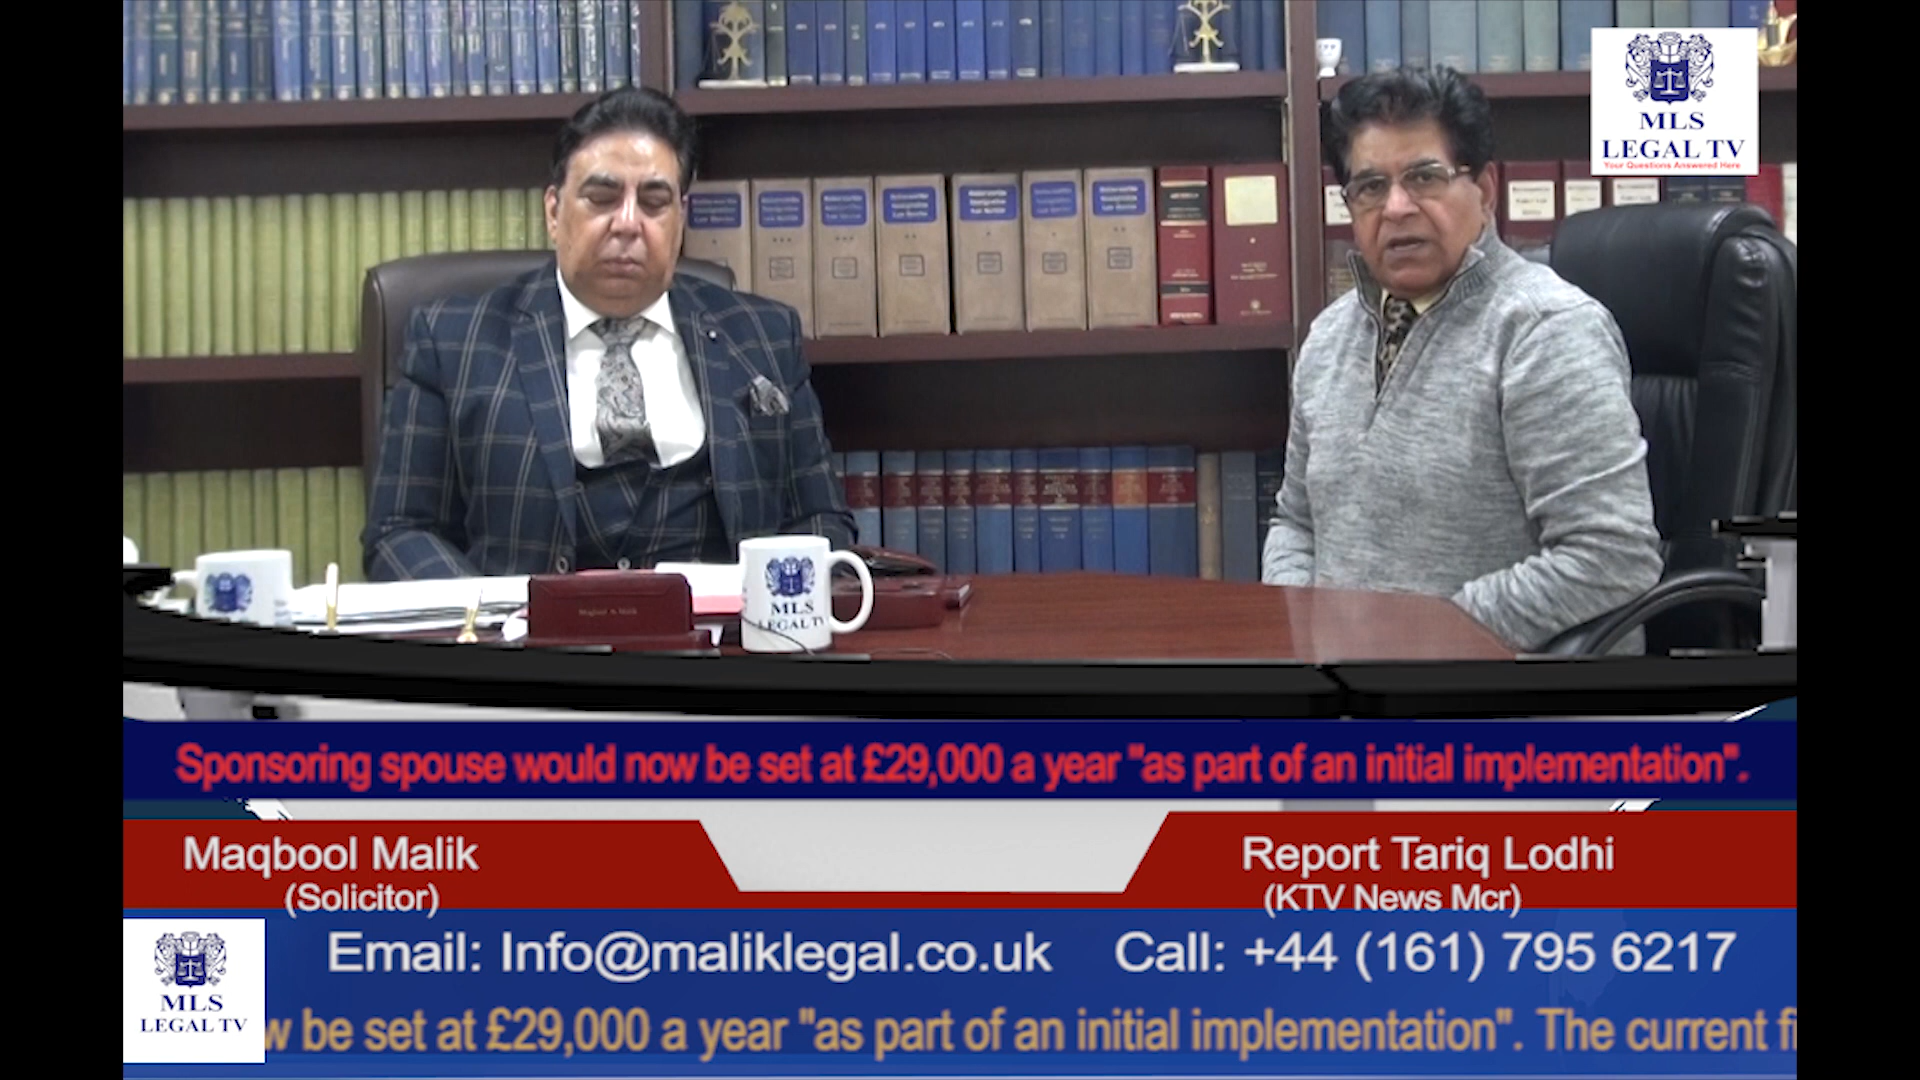 MLS
LEGAL TV
Your Questions Answered Here
MLS
LEGAL TV
Sponsoring spouse would now be set at £29,000 a year "as part of an initial implementation".
Maqbool Malik
(Solicitor)
Report Tariq Lodhi
(KTV News Mcr)
Email: Info@maliklegal.co.uk
Call: +44 (161) 795 6217
MLS
LEGAL TV
w be set at £29,000 a year "as part of an initial implementation". The current fi